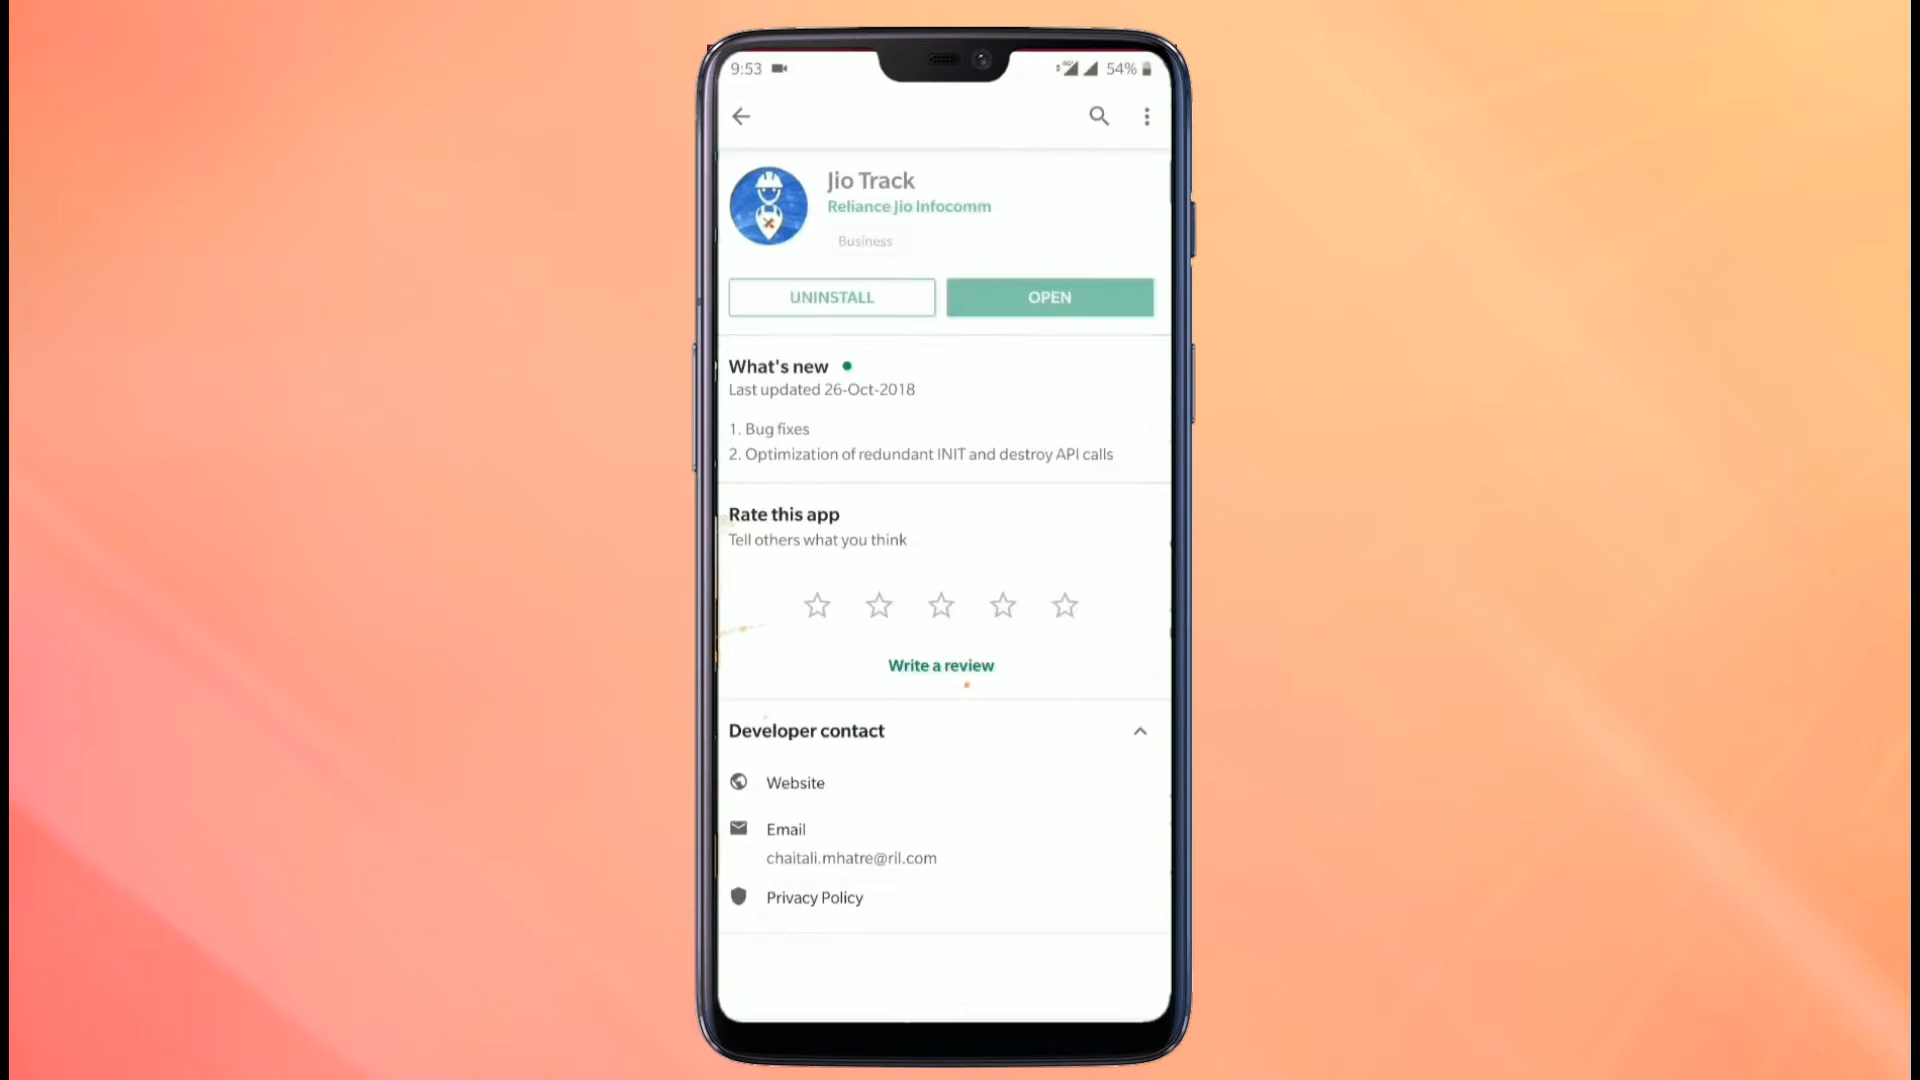 9:53
54%
Jio Track
Reliance Jio Infocomm
Business
UNINSTALL
OPEN
What's new
Last updated 26-Oct-2018
1. Bug fixes
2. Optimization of redundant INIT and destroy API calls
Rate this app
Tell others what you think
Write a review
Developer contact
Website
Email
chaitali.mhatre@ril.com
Privacy Policy